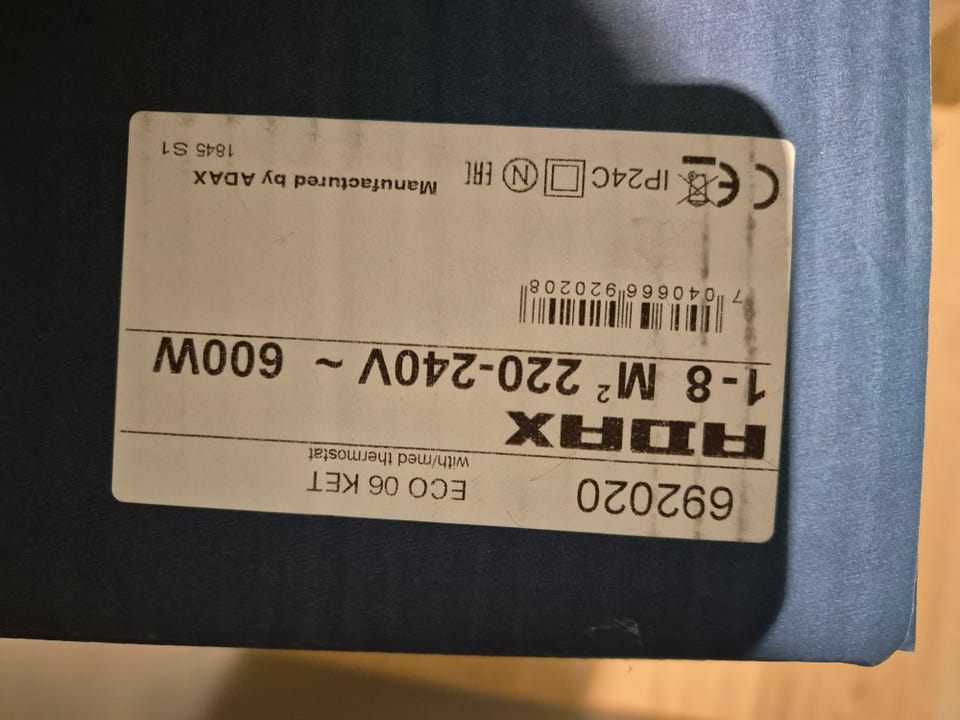 692020
ECO 06 KET
with/med thermostat
ADAX
1-8 M² 220-240V ~ 600W
7 040666 920208
CE IP24C N EAC
Manufactured by ADAX
1845 S1